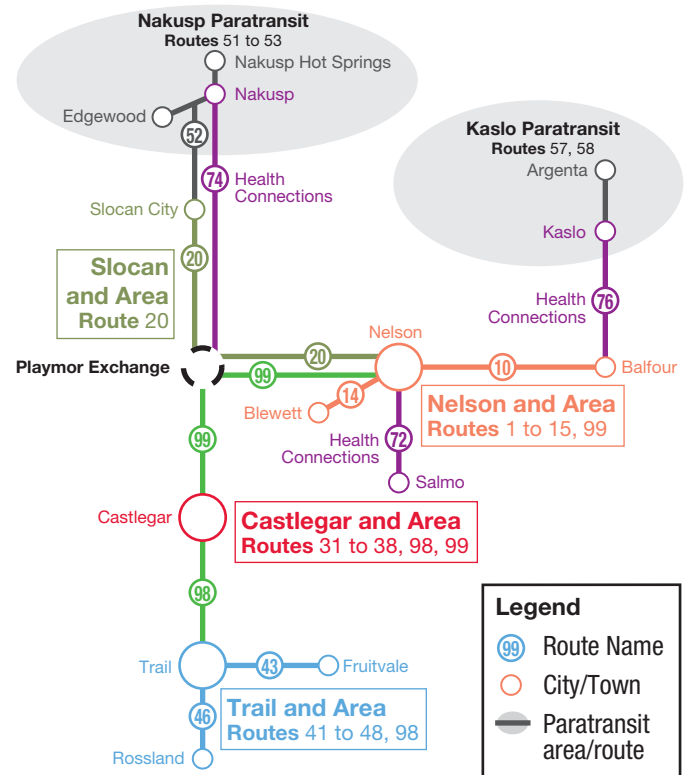 Nakusp Paratransit
Routes 51 to 53
Nakusp Hot Springs
Nakusp
Edgewood
52
74
Health
Connections
Slocan City
Kaslo Paratransit
Routes 57, 58
Argenta
Kaslo
Health
Connections
76
20
Slocan
and Area
Route 20
Playmor Exchange
20
99
Nelson
10
Balfour
14
Blewett
Nelson and Area
Routes 1 to 15, 99
Health
Connections
72
Salmo
99
Castlegar
Castlegar and Area
Routes 31 to 38, 98, 99
98
Trail
43
Fruitvale
46
Rossland
Trail and Area
Routes 41 to 48, 98
Legend
99 Route Name
City/Town
Paratransit
area/route